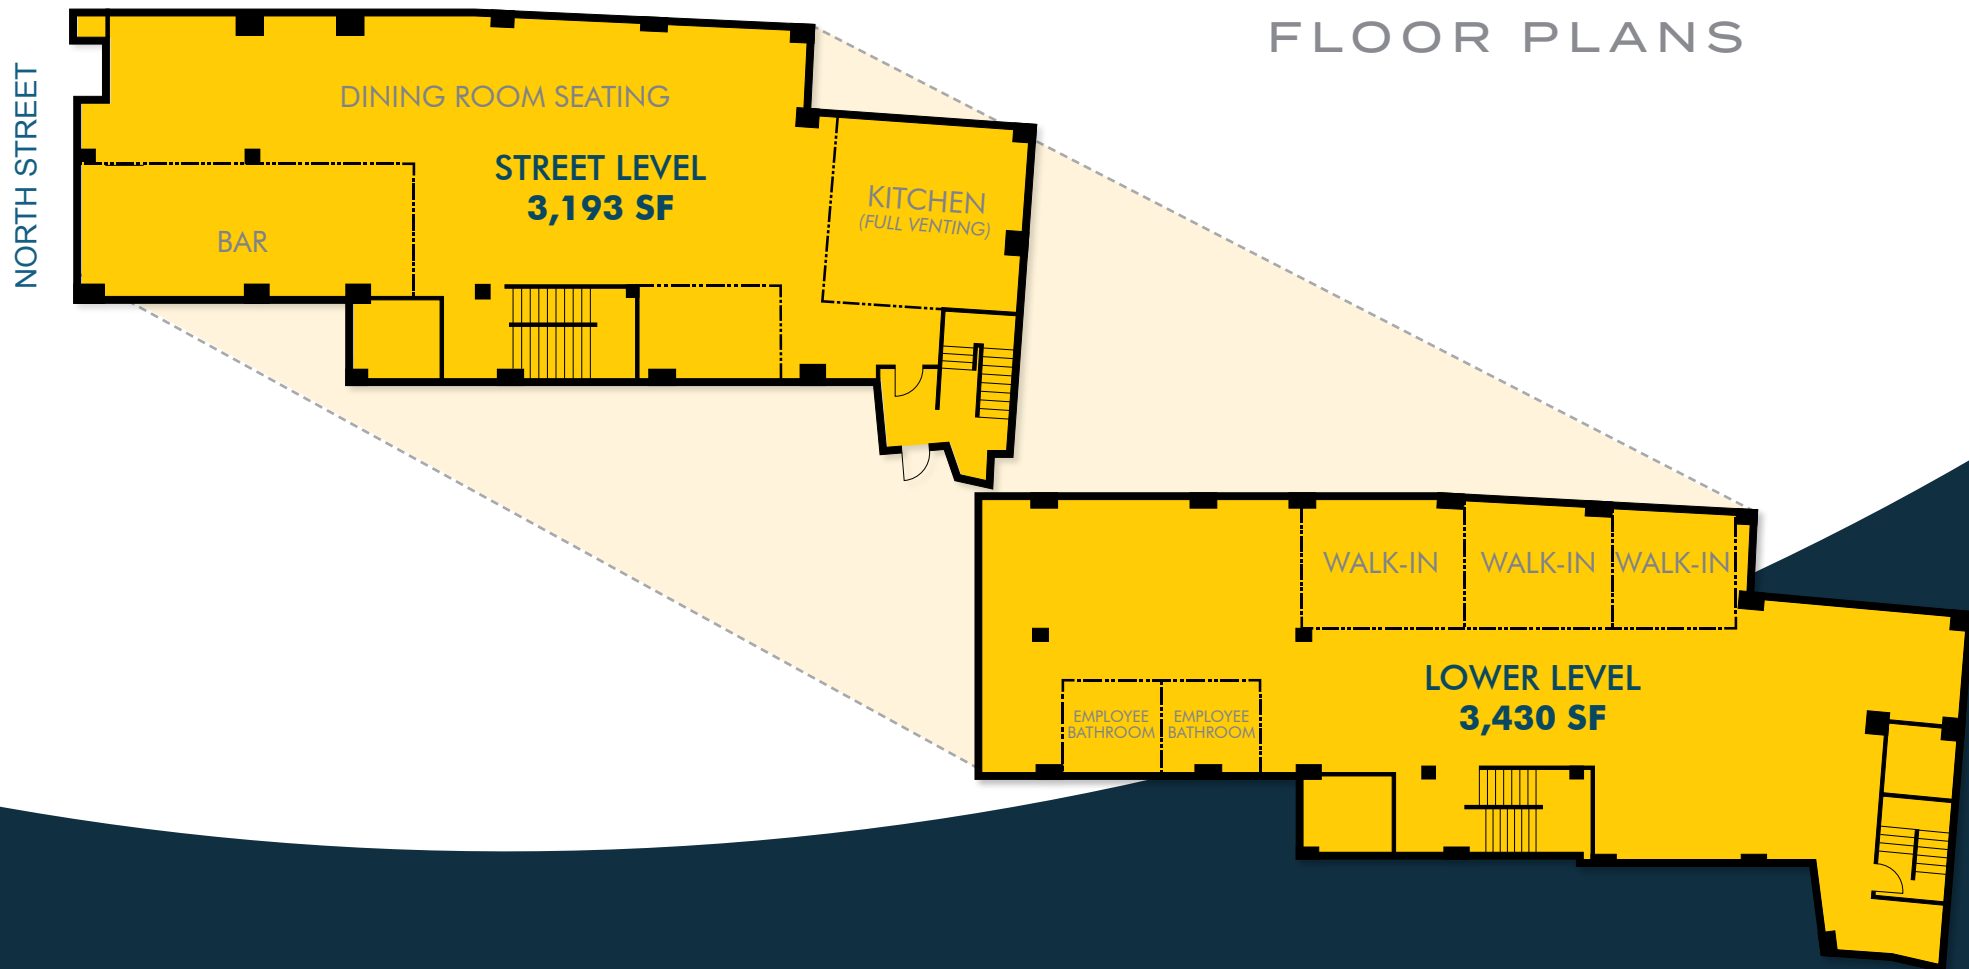 FLOOR PLANS
NORTH STREET
DINING ROOM SEATING
STREET LEVEL
3,193 SF
KITCHEN
(FULL VENTING)
BAR
WALK-IN
WALK-IN
WALK-IN
LOWER LEVEL
3,430 SF
EMPLOYEE
BATHROOM
EMPLOYEE
BATHROOM